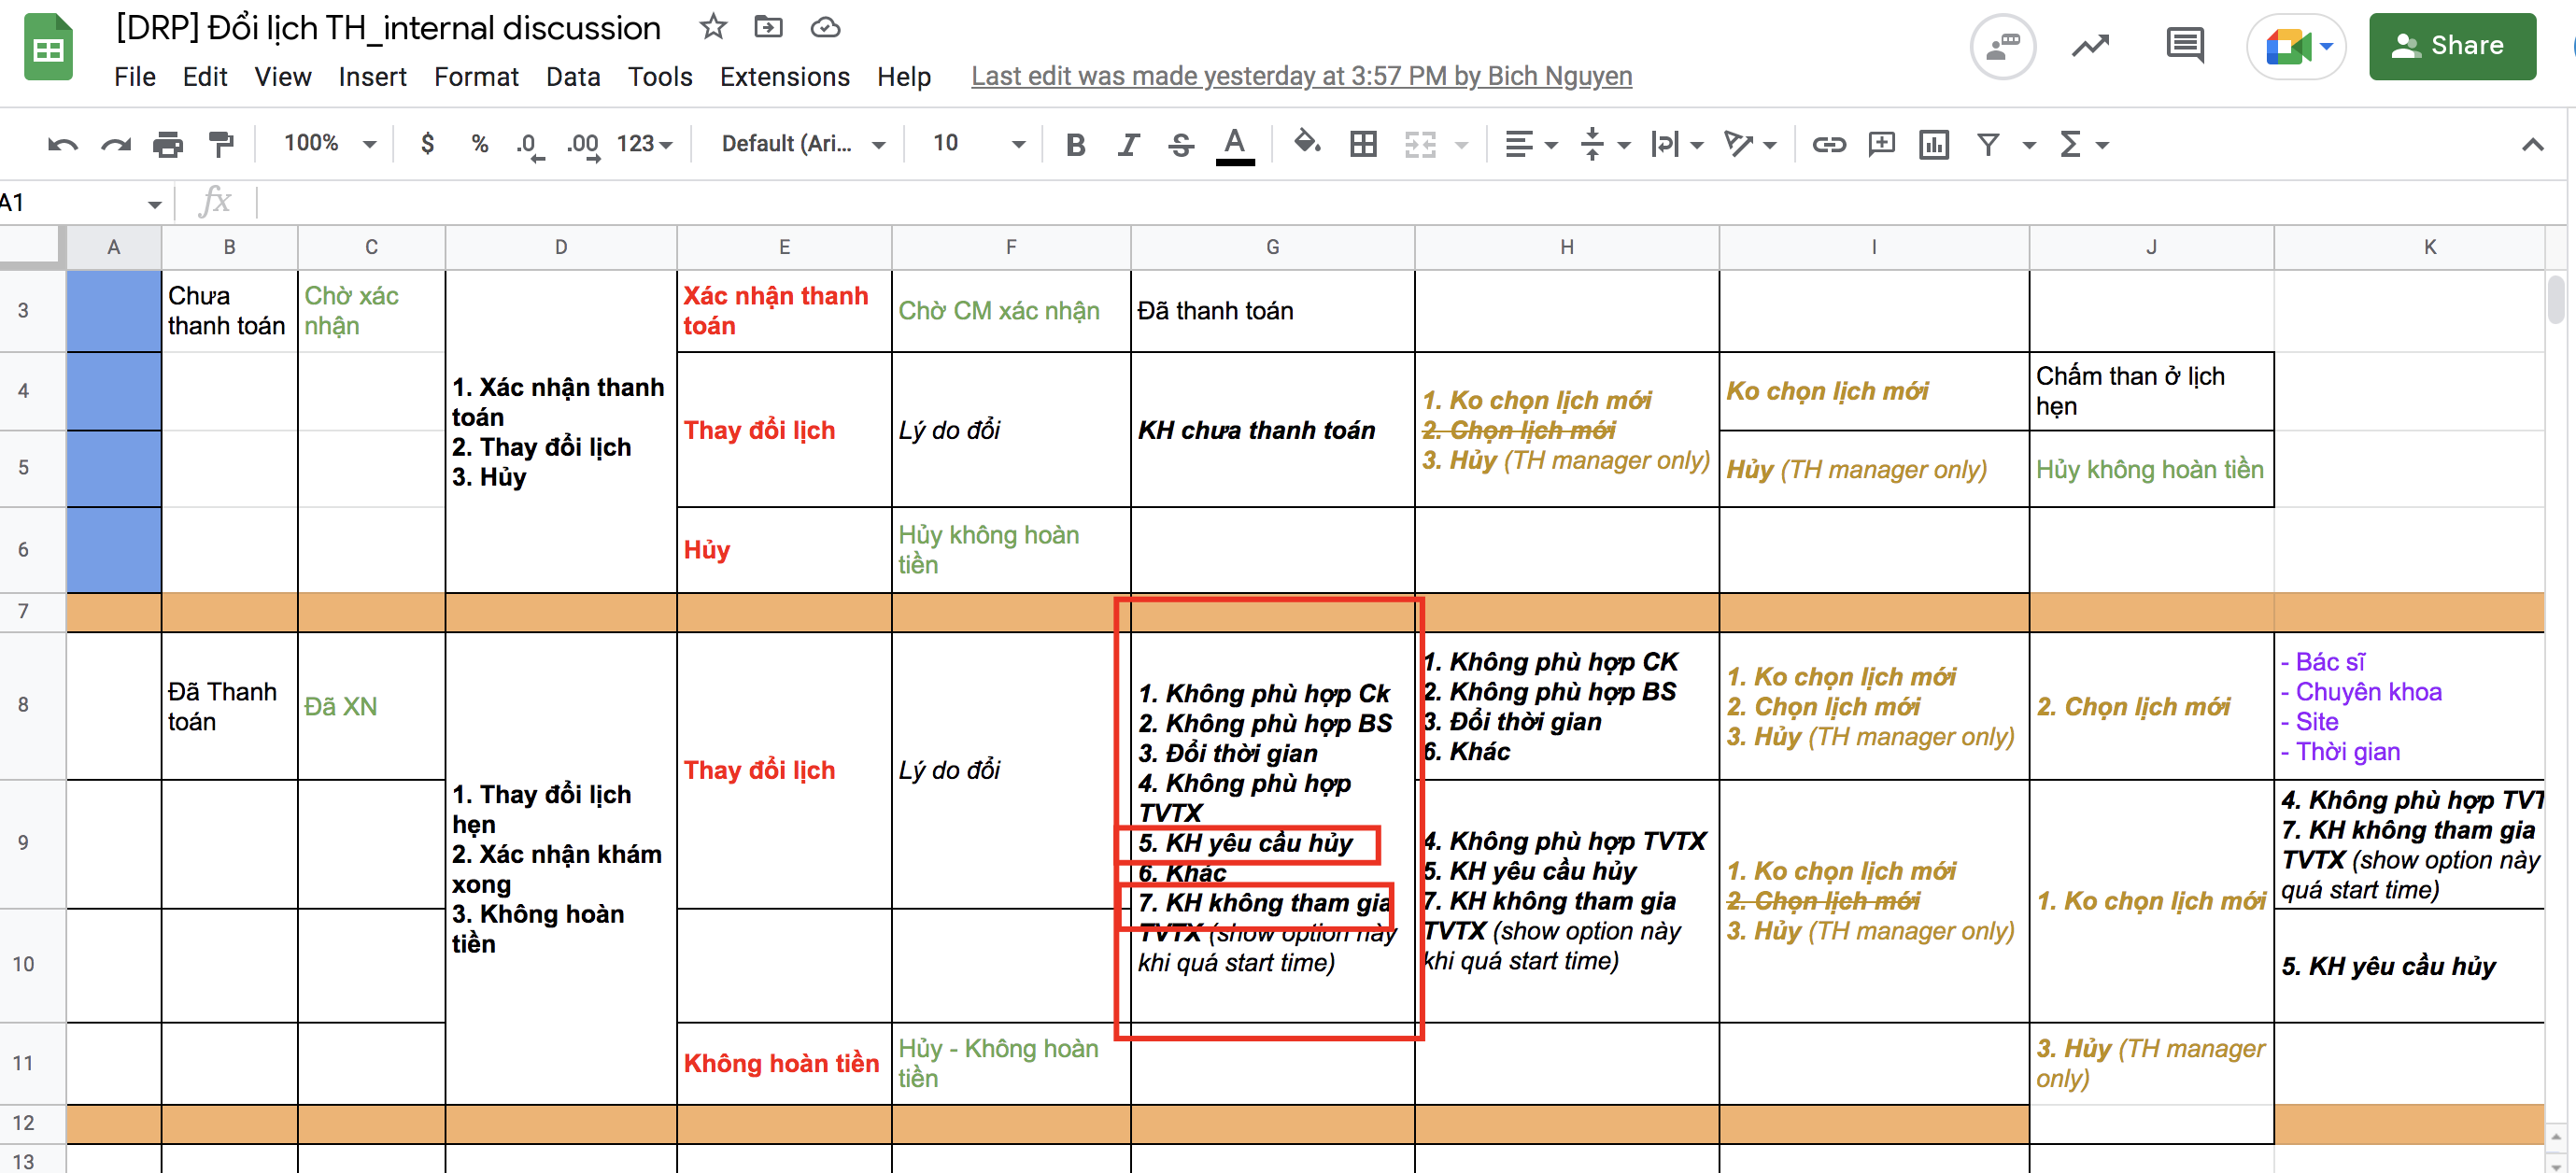 [DRP] Đổi lịch TH_internal discussion
Share
File Edit View Insert Format Data Tools Extensions Help Last edit was made yesterday at 3:57 PM by Bich Nguyen
100% $ % .0 .00 123 Default (Ari... 10 B I S A
A1 fx
A B C D E F G H I J K
3
Chưa
thanh toán
Chờ xác
nhận
Xác nhận thanh
toán
Chờ CM xác nhận
Đã thanh toán
4
1. Xác nhận thanh
toán
2. Thay đổi lịch
3. Hủy
Thay đổi lịch
Lý do đổi
KH chưa thanh toán
1. Ko chọn lịch mới
2. Chọn lịch mới
3. Hủy (TH manager only)
Ko chọn lịch mới
Chấm than ở lịch
hẹn
5
Hủy (TH manager only)
Hủy không hoàn tiền
6
Hủy
Hủy không hoàn
tiền
7
8
Đã Thanh
toán
Đã XN
1. Thay đổi lịch
hẹn
2. Xác nhận khám
xong
3. Không hoàn
tiền
Thay đổi lịch
Lý do đổi
1. Không phù hợp Ck
2. Không phù hợp BS
3. Đổi thời gian
4. Không phù hợp
TVTX
5. KH yêu cầu hủy
6. Khác
7. KH không tham gia
TVTX (show option này
khi quá start time)
1. Không phù hợp CK
2. Không phù hợp BS
3. Đổi thời gian
6. Khác
1. Ko chọn lịch mới
2. Chọn lịch mới
3. Hủy (TH manager only)
2. Chọn lịch mới
- Bác sĩ
- Chuyên khoa
- Site
- Thời gian
9
4. Không phù hợp TVTX
5. KH yêu cầu hủy
7. KH không tham gia
TVTX (show option này
khi quá start time)
1. Ko chọn lịch mới
2. Chọn lịch mới
3. Hủy (TH manager only)
1. Ko chọn lịch mới
4. Không phù hợp TVT
7. KH không tham gia
TVTX (show option này
quá start time)
10
5. KH yêu cầu hủy
11
Không hoàn tiền
Hủy - Không hoàn
tiền
3. Hủy (TH manager
only)
12
13